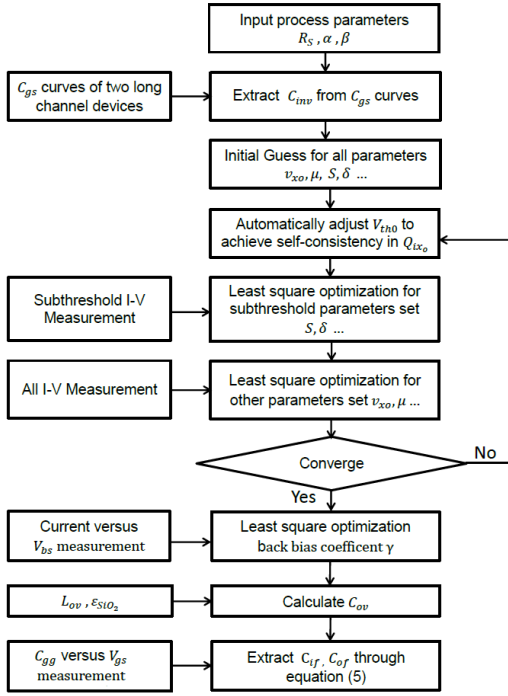 Input process parameters
R_S , α , β
C_gs curves of two long
channel devices
Extract C_inv from C_gs curves
Initial Guess for all parameters
v_xo, μ, S, δ ...
Automatically adjust V_th0 to
achieve self-consistency in Q_ix_o
Subthreshold I-V
Measurement
Least square optimization for
subthreshold parameters set
S, δ ...
All I-V Measurement
Least square optimization for
other parameters set v_xo, μ ...
Converge
No
Yes
Current versus
V_bs measurement
Least square optimization
back bias coefficent γ
L_ov , ε_SiO_2
Calculate C_ov
C_gg versus V_gs
measurement
Extract C_if, C_of through
equation (5)